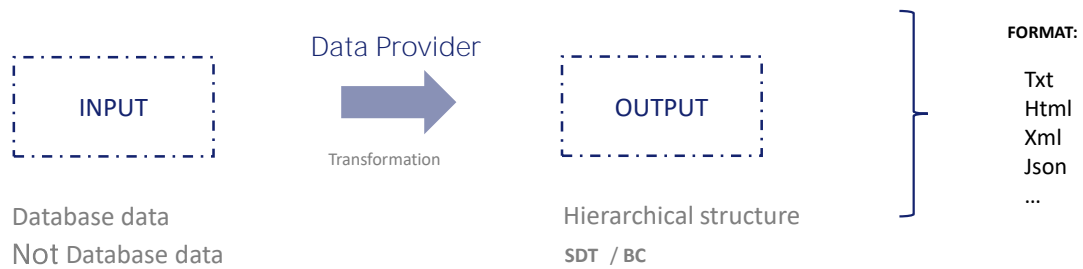 Data Provider
INPUT
Transformation
OUTPUT
Database data
Not Database data
Hierarchical structure
SDT / BC
FORMAT:
Txt
Html
Xml
Json
...